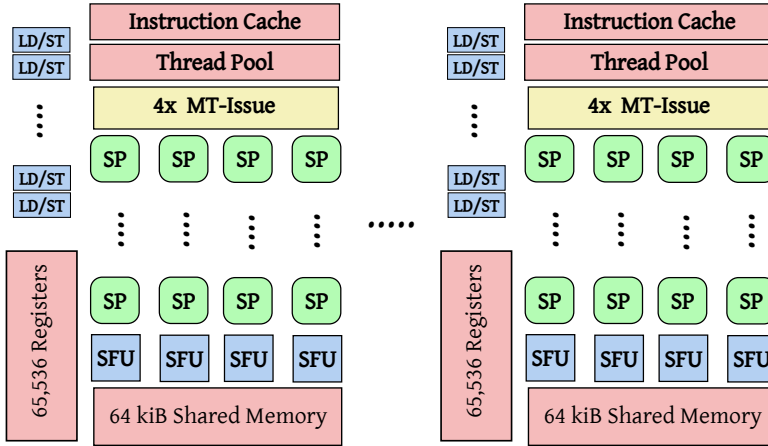 Instruction Cache
LD/ST
LD/ST
Thread Pool
4x MT-Issue
SP SP SP SP
LD/ST
LD/ST
65,536 Registers
SP SP SP SP
SFU SFU SFU SFU
64 kiB Shared Memory
Instruction Cache
LD/ST
LD/ST
Thread Pool
4x MT-Issue
SP SP SP SP
LD/ST
LD/ST
65,536 Registers
SP SP SP SP
SFU SFU SFU SFU
64 kiB Shared Memory